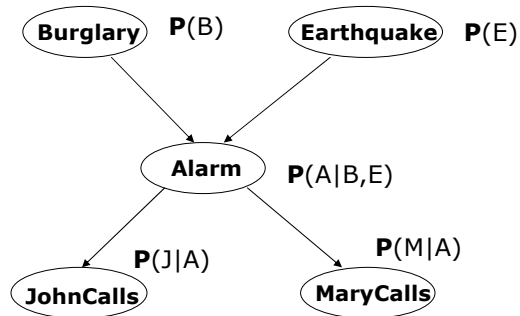 Burglary P(B) Earthquake P(E)
Alarm
P(A|B,E)
P(J|A) P(M|A)
JohnCalls MaryCalls